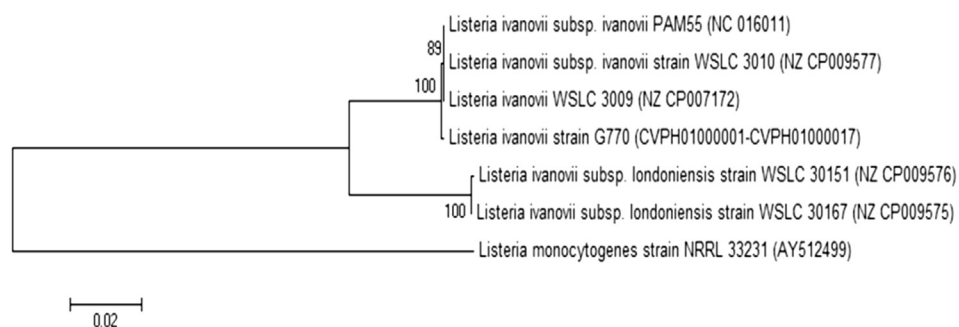 Listeria ivanovii subsp. ivanovii PAM55 (NC 016011)
89
Listeria ivanovii subsp. ivanovii strain WSLC 3010 (NZ CP009577)
100
Listeria ivanovii WSLC 3009 (NZ CP007172)
Listeria ivanovii strain G770 (CVPH01000001-CVPH01000017)
Listeria ivanovii subsp. londoniensis strain WSLC 30151 (NZ CP009576)
100
Listeria ivanovii subsp. londoniensis strain WSLC 30167 (NZ CP009575)
Listeria monocytogenes strain NRRL 33231 (AY512499)
0.02